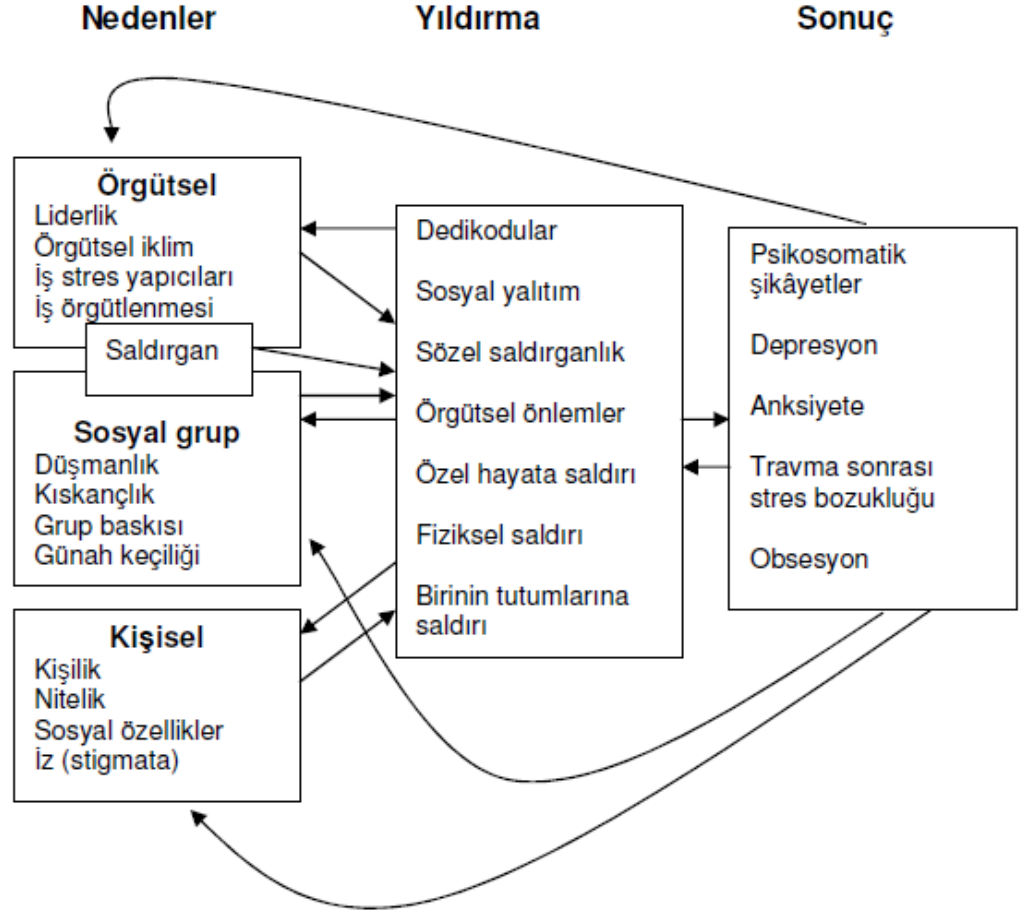 Nedenler
Yıldırma
Sonuç
Örgütsel
Liderlik
Örgütsel iklim
İş stres yapıcıları
İş örgütlenmesi
Saldırgan
Sosyal grup
Düşmanlık
Kıskançlık
Grup baskısı
Günah keçiliği
Kişisel
Kişilik
Nitelik
Sosyal özellikler
İz (stigmata)
Dedikodular
Sosyal yalıtım
Sözel saldırganlık
Örgütsel önlemler
Özel hayata saldırı
Fiziksel saldırı
Birinin tutumlarına
saldırı
Psikosomatik
şikâyetler
Depresyon
Anksiyete
Travma sonrası
stres bozukluğu
Obsesyon